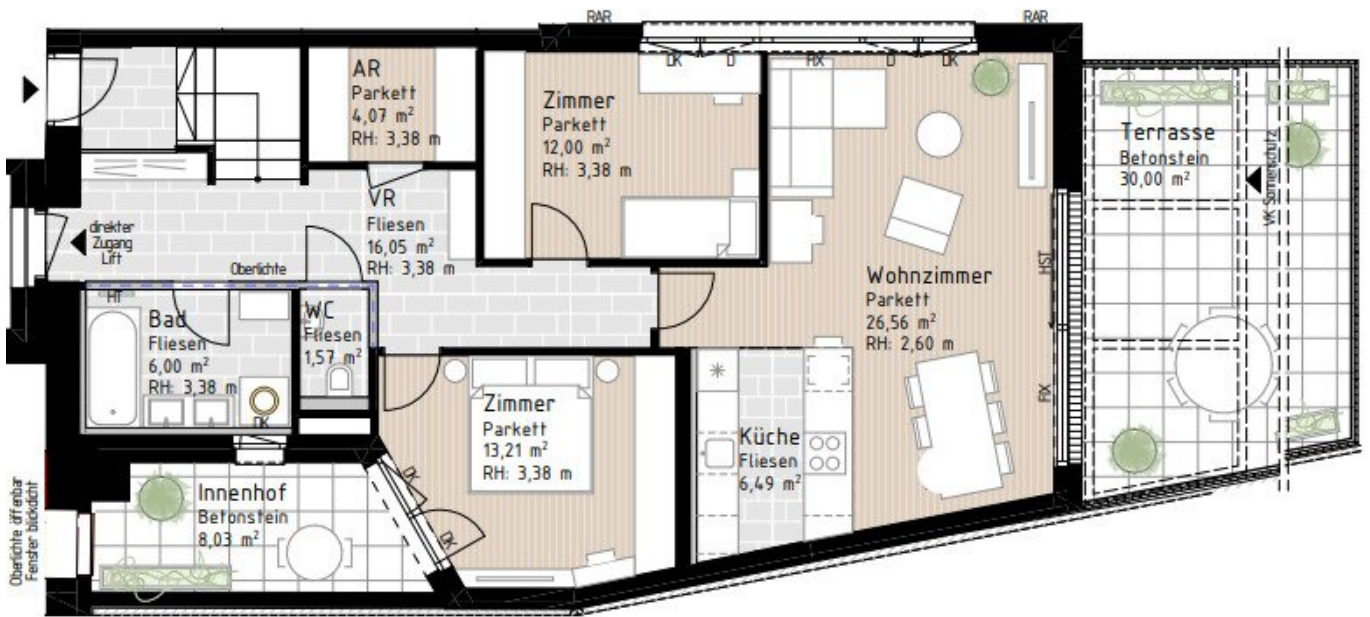 RAR
RAR
DK
D
FIX
D
DK
AR
Parkett
4,07 m²
RH: 3,38 m
Zimmer
Parkett
12,00 m²
RH: 3,38 m
Terrasse
Betonstein
30,00 m²
WK Sonnenschutz
VR
Fliesen
16,05 m²
RH: 3,38 m
direkter
Zugang
Lift
Oberlichte
HST
Wohnzimmer
Parkett
26,56 m²
RH: 2,60 m
HT
Bad
Fliesen
6,00 m²
RH: 3,38 m
DK
WC
Fliesen
1,57 m²
FIX
Zimmer
Parkett
13,21 m²
RH: 3,38 m
Küche
Fliesen
6,49 m²
DK
DK
Innenhof
Betonstein
8,03 m²
Oberlichte öffenbar
Fenster blickdicht